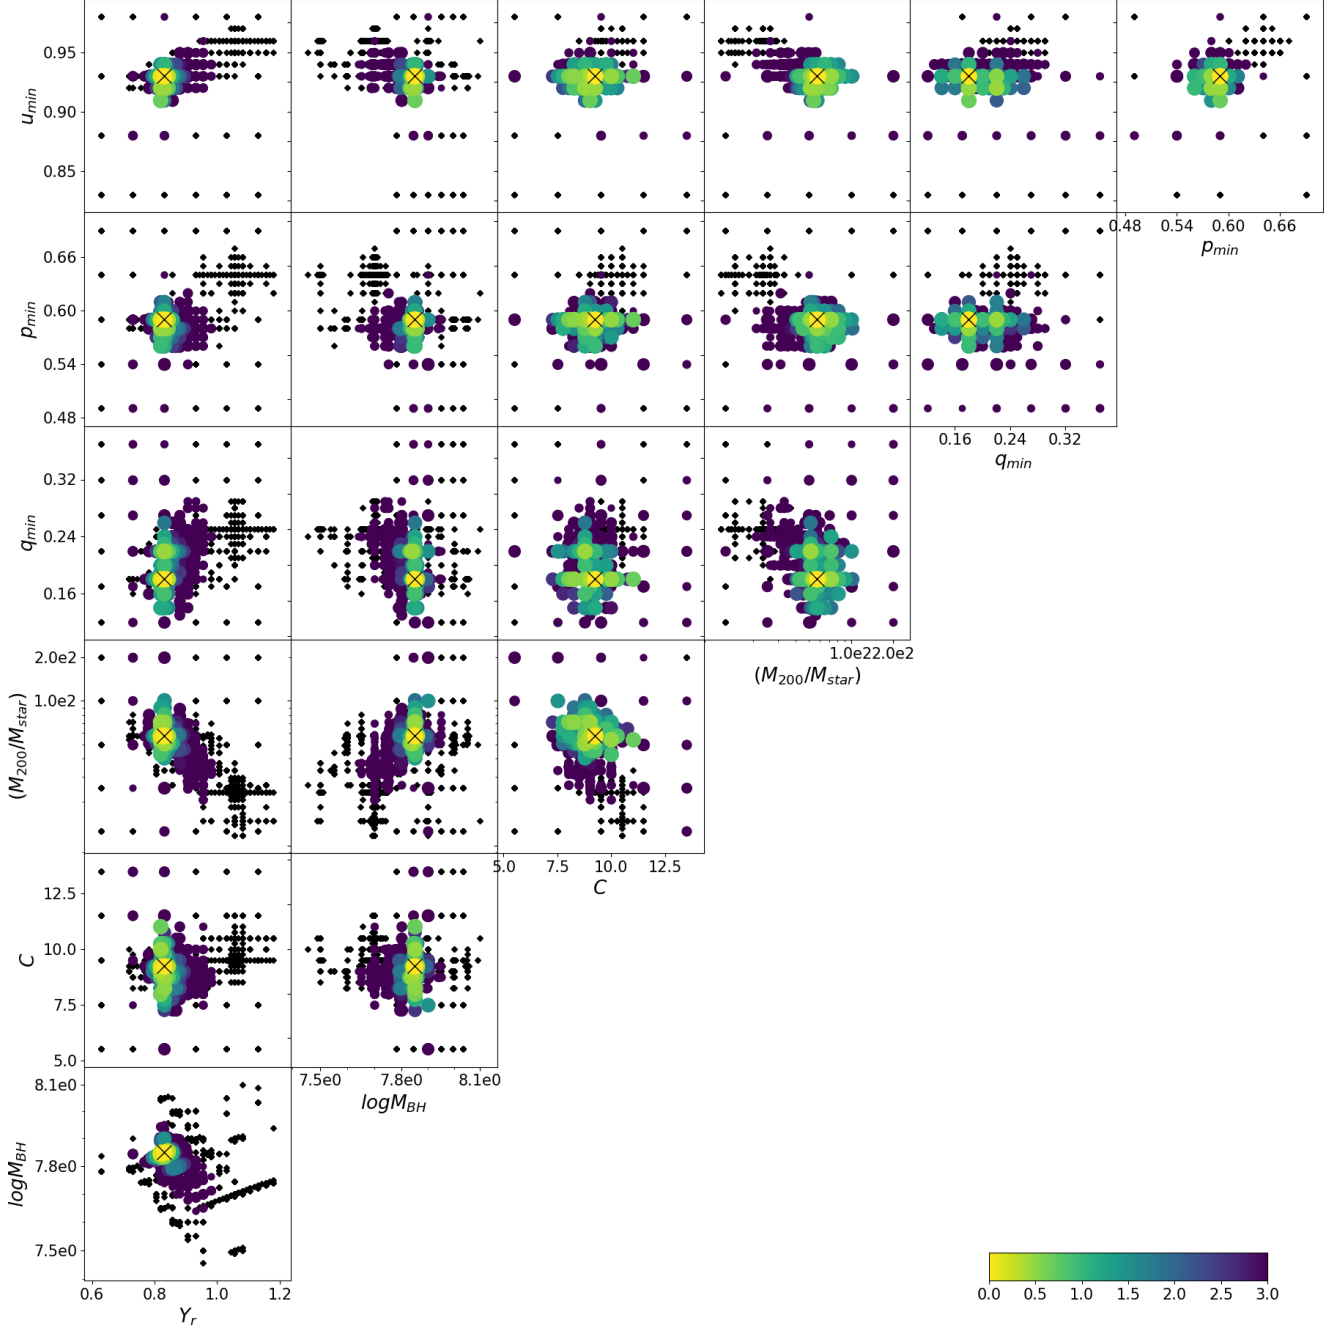 0.95
0.90
0.85
u_min
0.48 0.54 0.60 0.66
p_min
0.66
0.60
0.54
0.48
p_min
0.16 0.24 0.32
q_min
0.32
0.24
0.16
q_min
1.0e22.0e2
(M_200/M_star)
2.0e2
1.0e2
(M_200/M_star)
5.0 7.5 10.0 12.5
C
12.5
10.0
7.5
5.0
C
7.5e0 7.8e0 8.1e0
logM_BH
8.1e0
7.8e0
7.5e0
logM_BH
0.6 0.8 1.0 1.2
Y_r
0.0 0.5 1.0 1.5 2.0 2.5 3.0